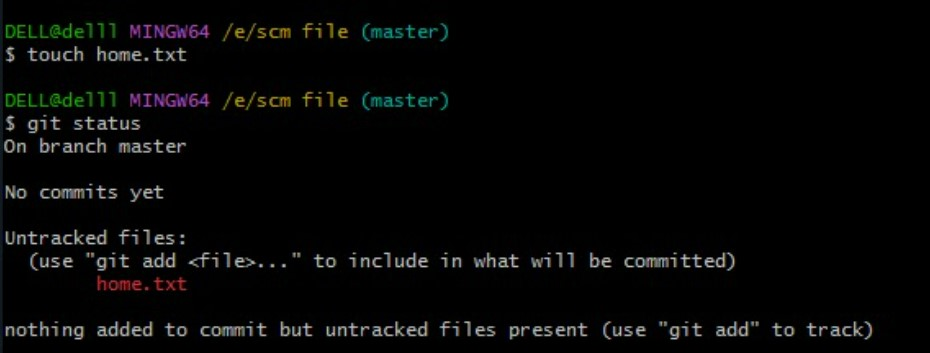 DELL@delll MINGW64 /e/scm file (master)
$ touch home.txt
DELL@delll MINGW64 /e/scm file (master)
$ git status
On branch master
No commits yet
Untracked files:
  (use "git add <file>..." to include in what will be committed)
        home.txt
nothing added to commit but untracked files present (use "git add" to track)